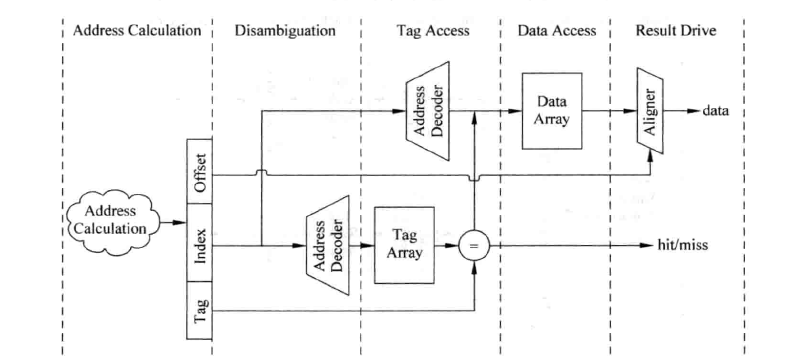 Address Calculation
Disambiguation
Tag Access
Data Access
Result Drive
Address
Decoder
Data
Array
Aligner
data
Offset
Address
Calculation
Index
Address
Decoder
Tag
Array
=
hit/miss
Tag